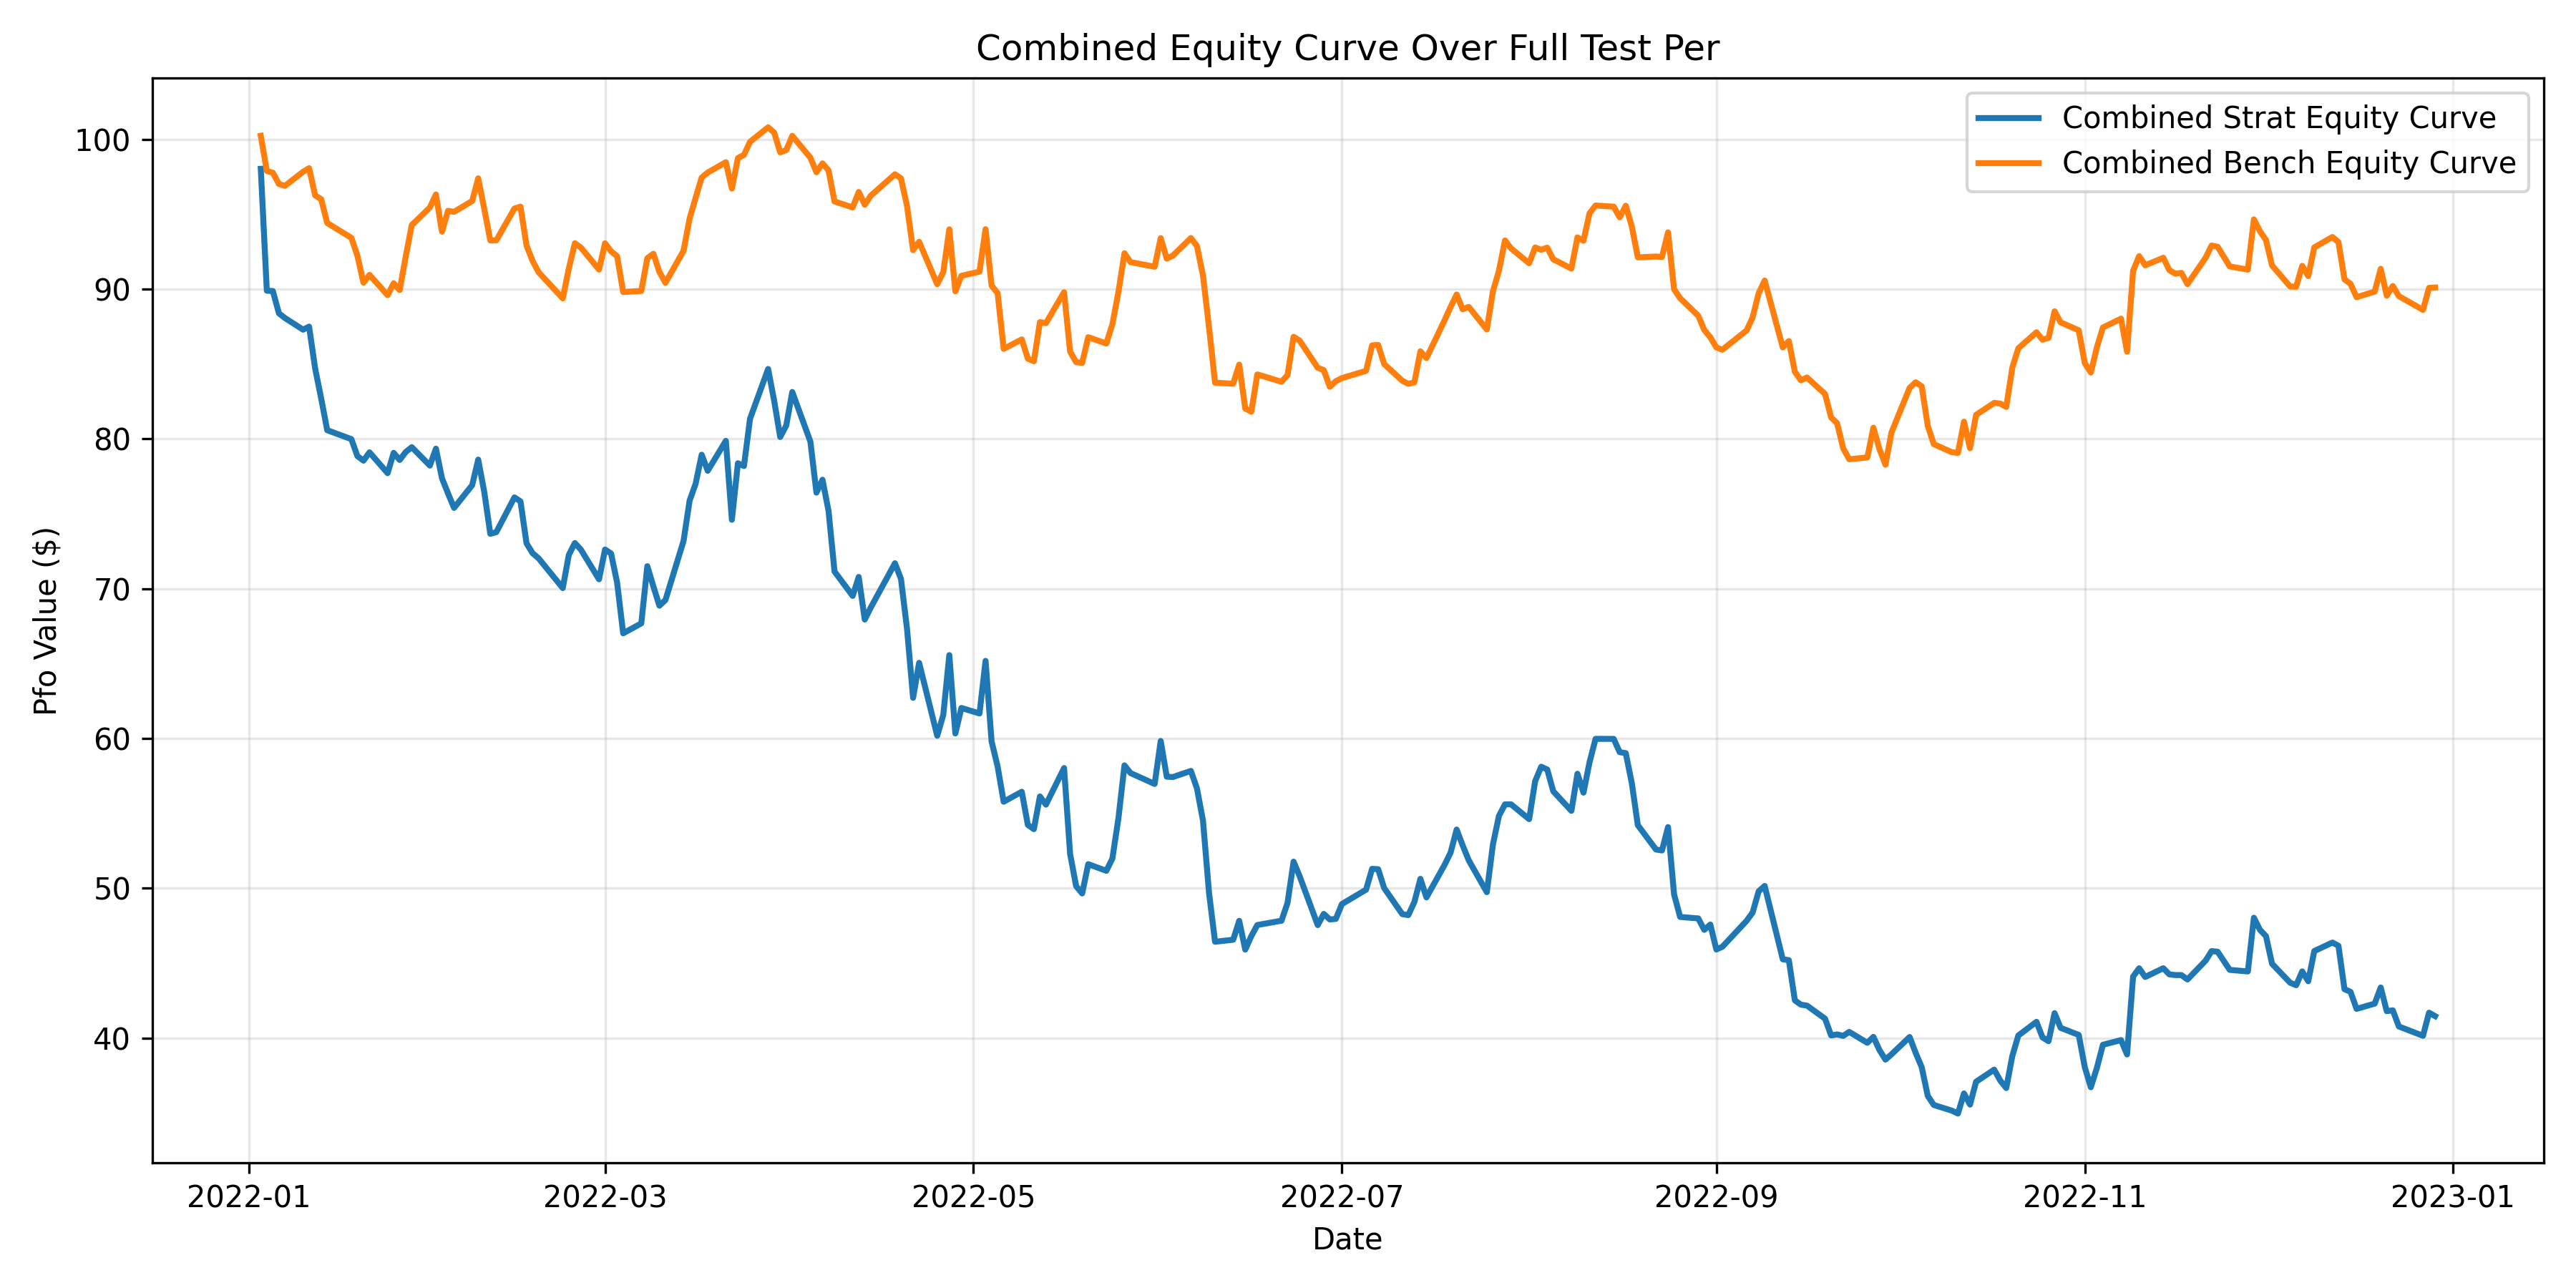 Combined Equity Curve Over Full Test Per
Combined Strat Equity Curve
Combined Bench Equity Curve
Pfo Value ($)
100
90
80
70
60
50
40
2022-01
2022-03
2022-05
2022-07
2022-09
2022-11
2023-01
Date